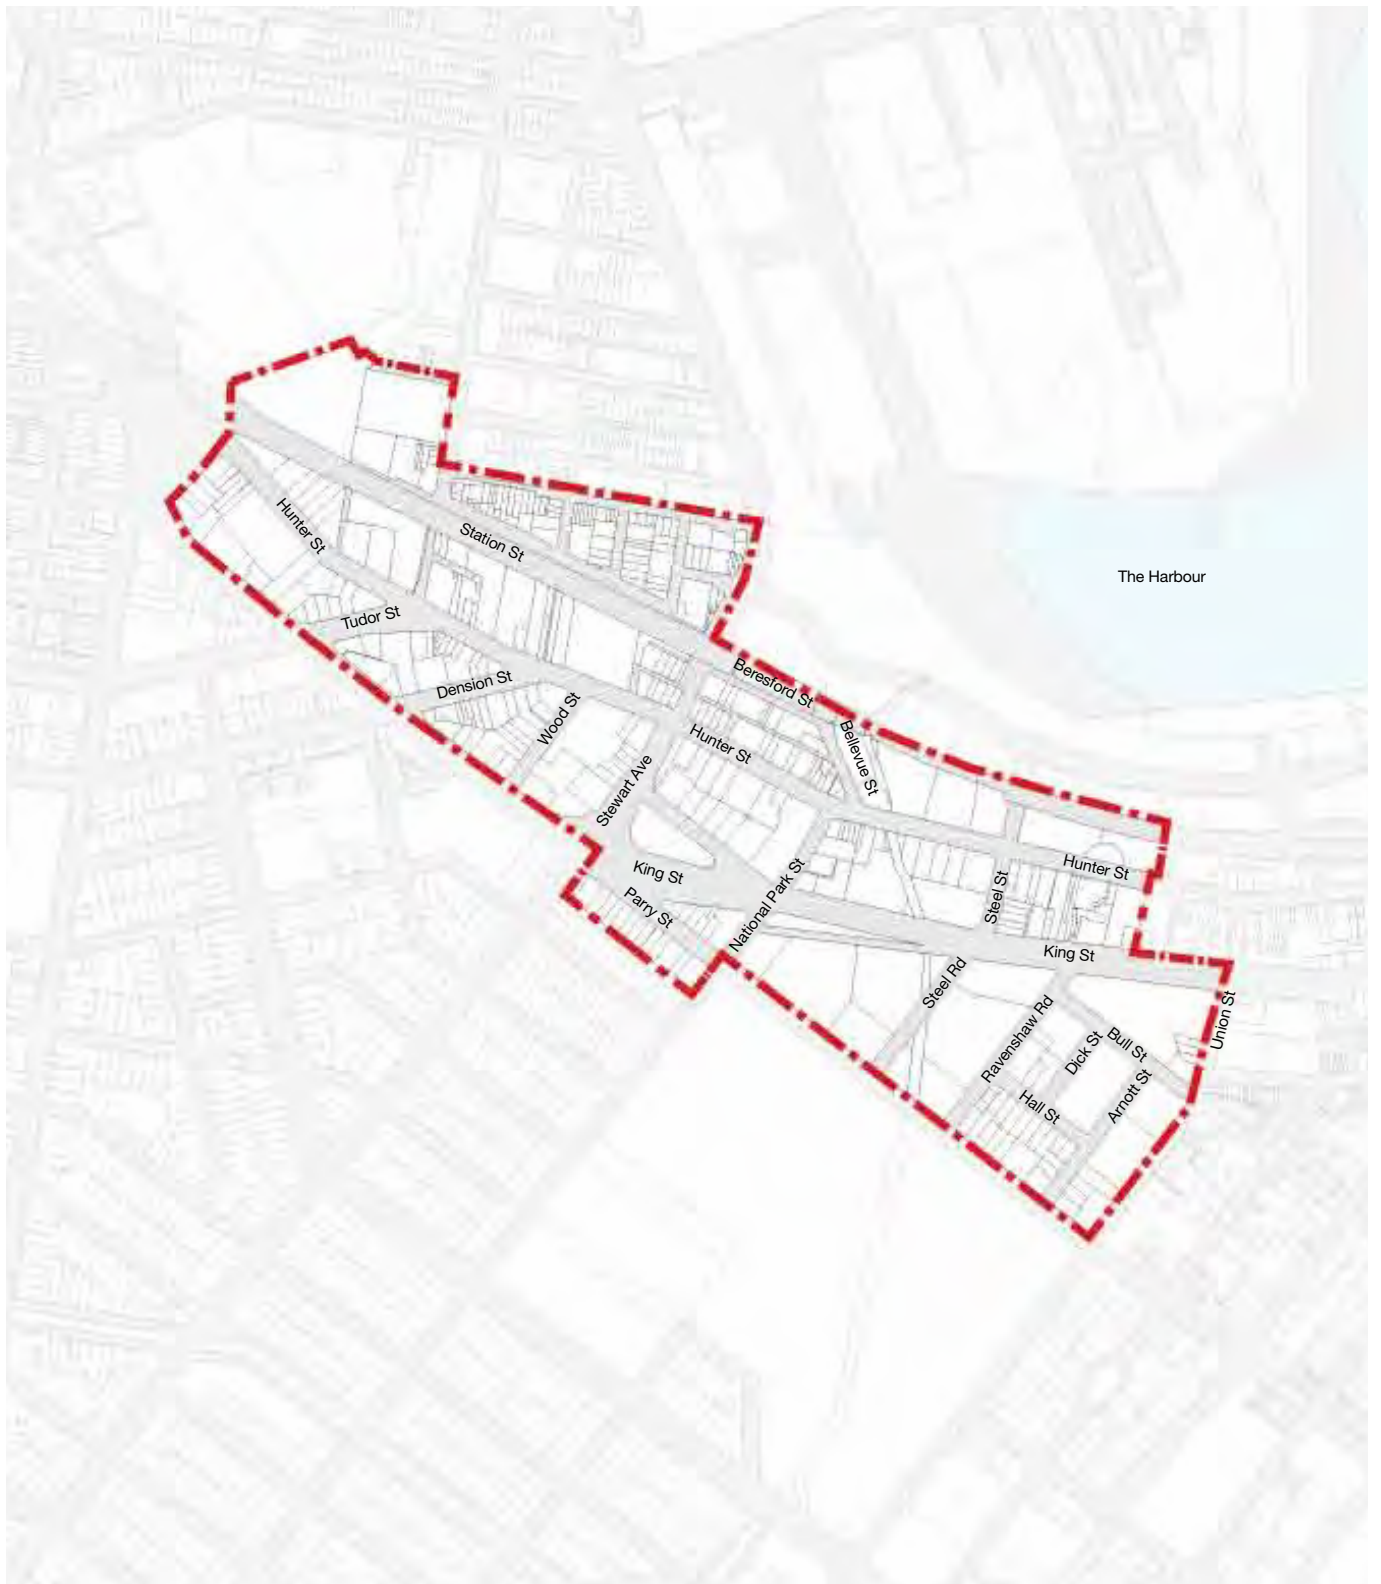 Hunter St
Station St
The Harbour
Tudor St
Dension St
Beresford St
Wood St
Hunter St
Bellevue St
Stewart Ave
King St
Hunter St
National Park St
Steel St
Parry St
King St
Steel Rd
Ravenshaw Rd
Union St
Bull St
Dick St
Arnott St
Hall St